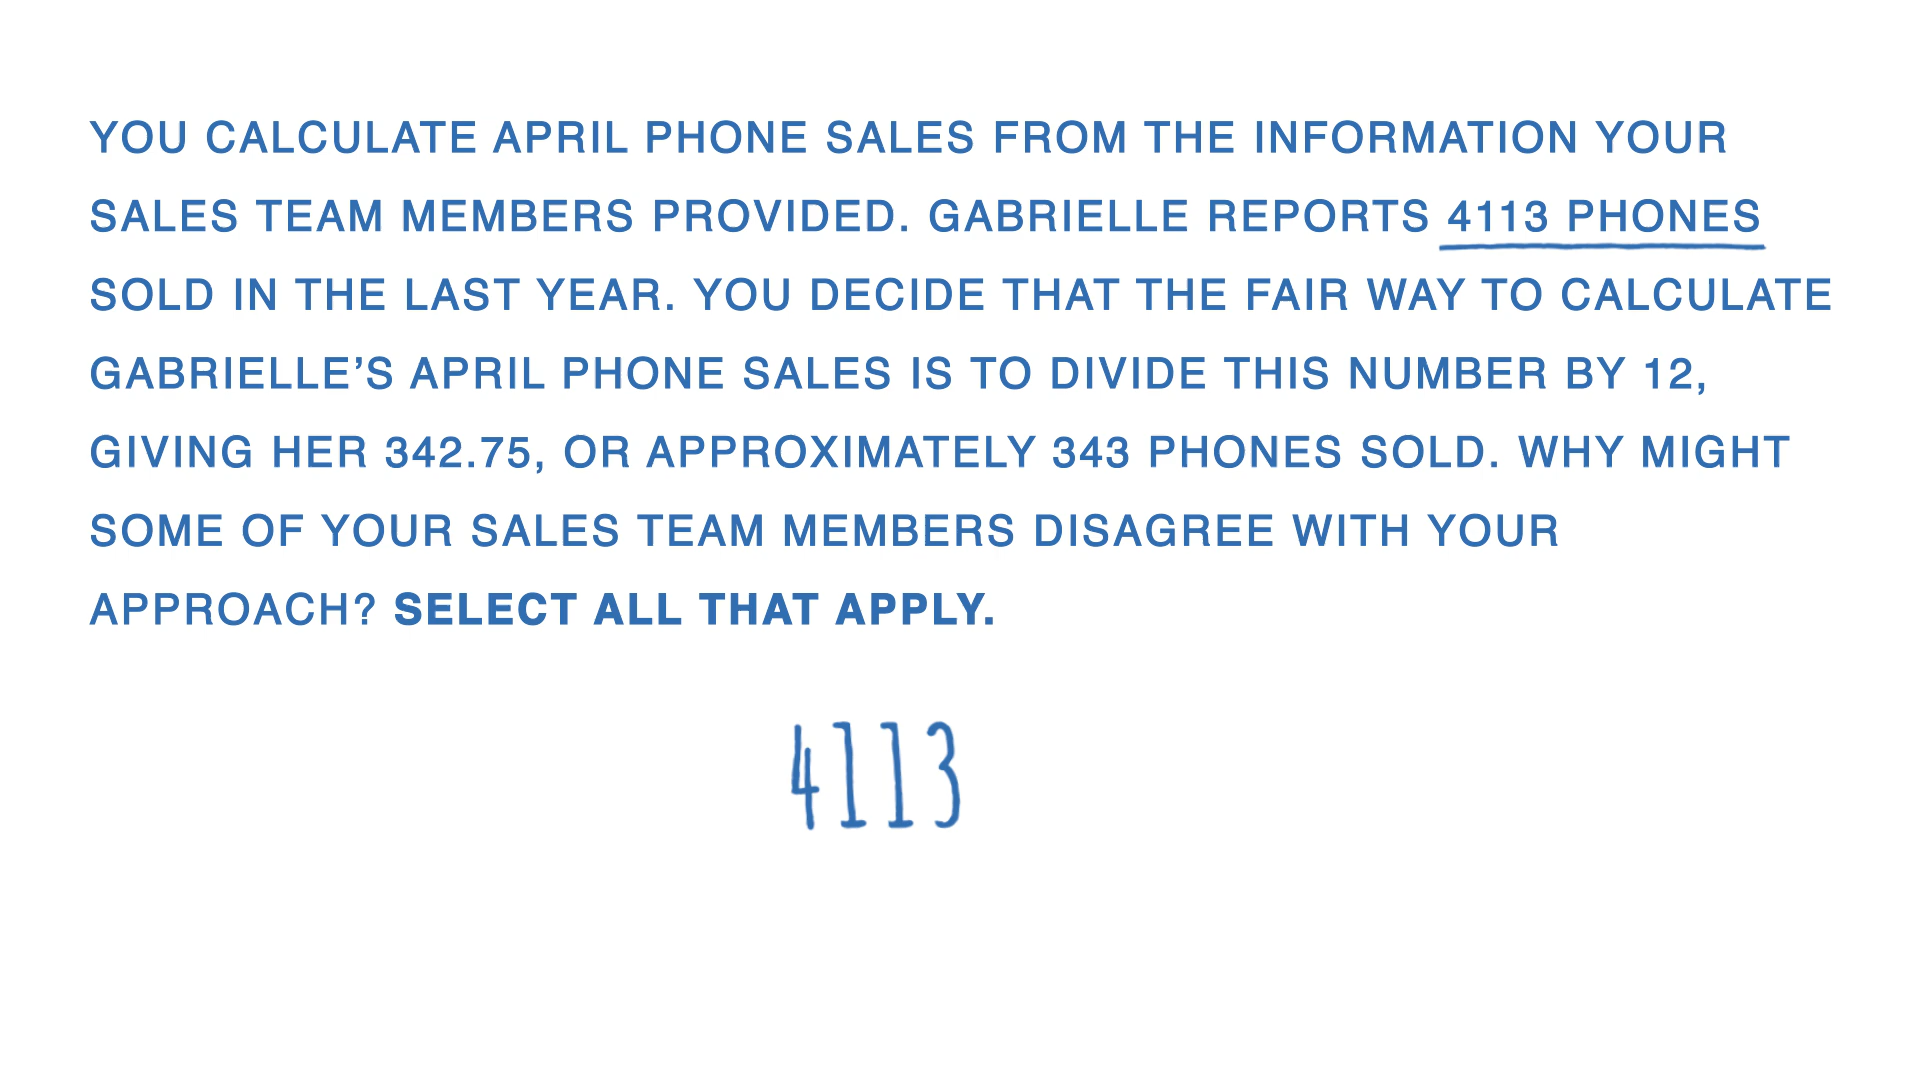 YOU CALCULATE APRIL PHONE SALES FROM THE INFORMATION YOUR
SALES TEAM MEMBERS PROVIDED. GABRIELLE REPORTS 4113 PHONES
SOLD IN THE LAST YEAR. YOU DECIDE THAT THE FAIR WAY TO CALCULATE
GABRIELLE’S APRIL PHONE SALES IS TO DIVIDE THIS NUMBER BY 12,
GIVING HER 342.75, OR APPROXIMATELY 343 PHONES SOLD. WHY MIGHT
SOME OF YOUR SALES TEAM MEMBERS DISAGREE WITH YOUR
APPROACH? SELECT ALL THAT APPLY.
4113